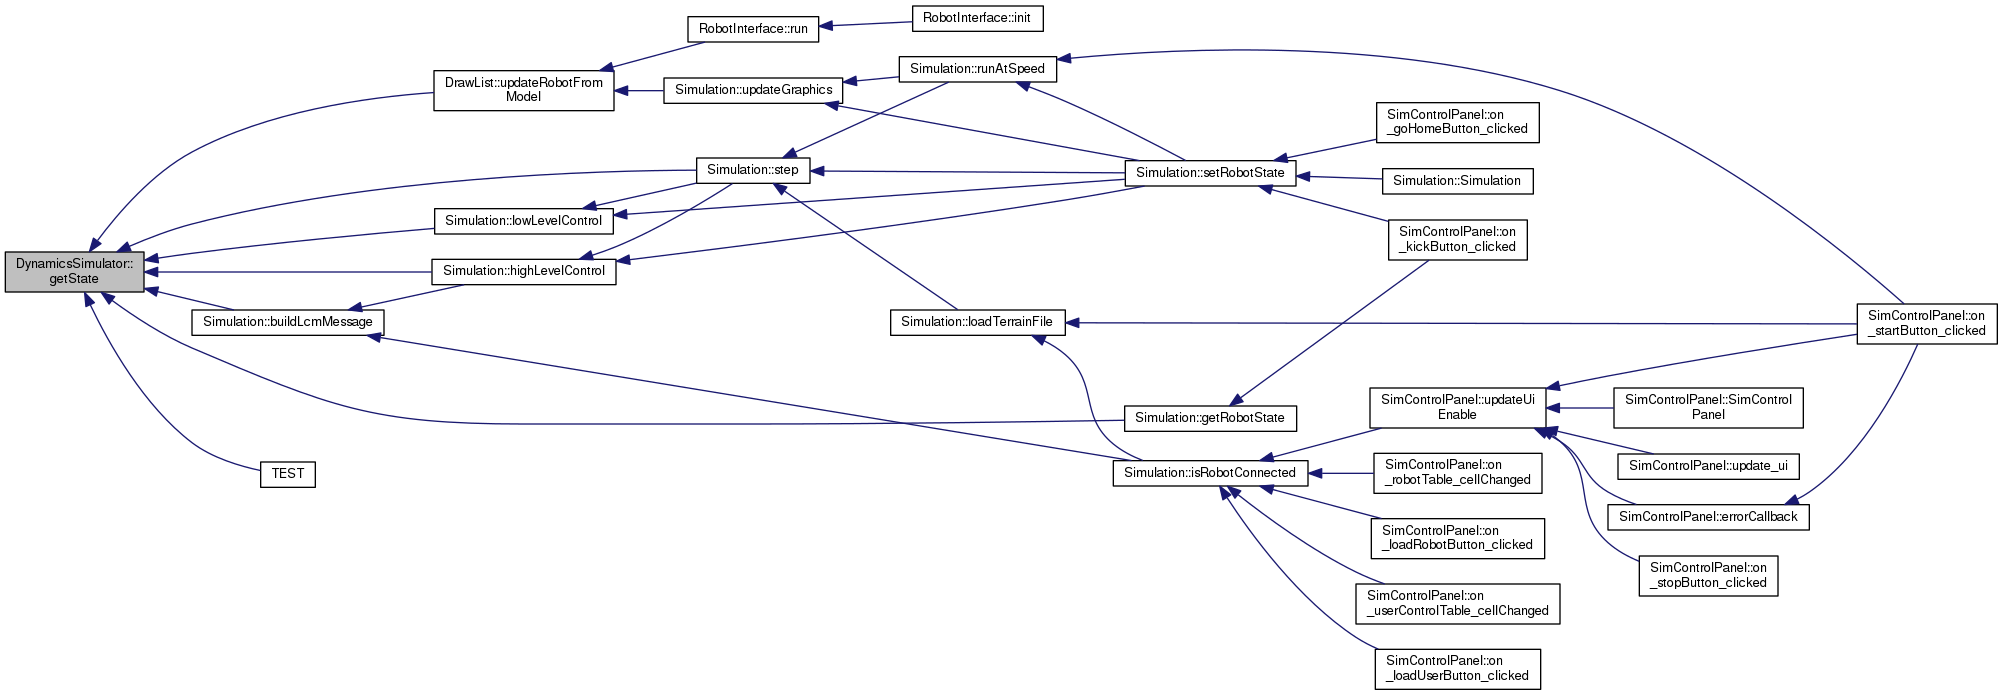 RobotInterface::init
RobotInterface::run
Simulation::runAtSpeed
DrawList::updateRobotFrom
Model
Simulation::updateGraphics
SimControlPanel::on
_goHomeButton_clicked
Simulation::step
Simulation::setRobotState
Simulation::Simulation
Simulation::lowLevelControl
SimControlPanel::on
_kickButton_clicked
DynamicsSimulator::
getState
Simulation::highLevelControl
Simulation::buildLcmMessage
Simulation::loadTerrainFile
SimControlPanel::on
_startButton_clicked
SimControlPanel::updateUi
Enable
SimControlPanel::SimControl
Panel
Simulation::getRobotState
TEST
Simulation::isRobotConnected
SimControlPanel::on
_robotTable_cellChanged
SimControlPanel::update_ui
SimControlPanel::errorCallback
SimControlPanel::on
_loadRobotButton_clicked
SimControlPanel::on
_stopButton_clicked
SimControlPanel::on
_userControlTable_cellChanged
SimControlPanel::on
_loadUserButton_clicked